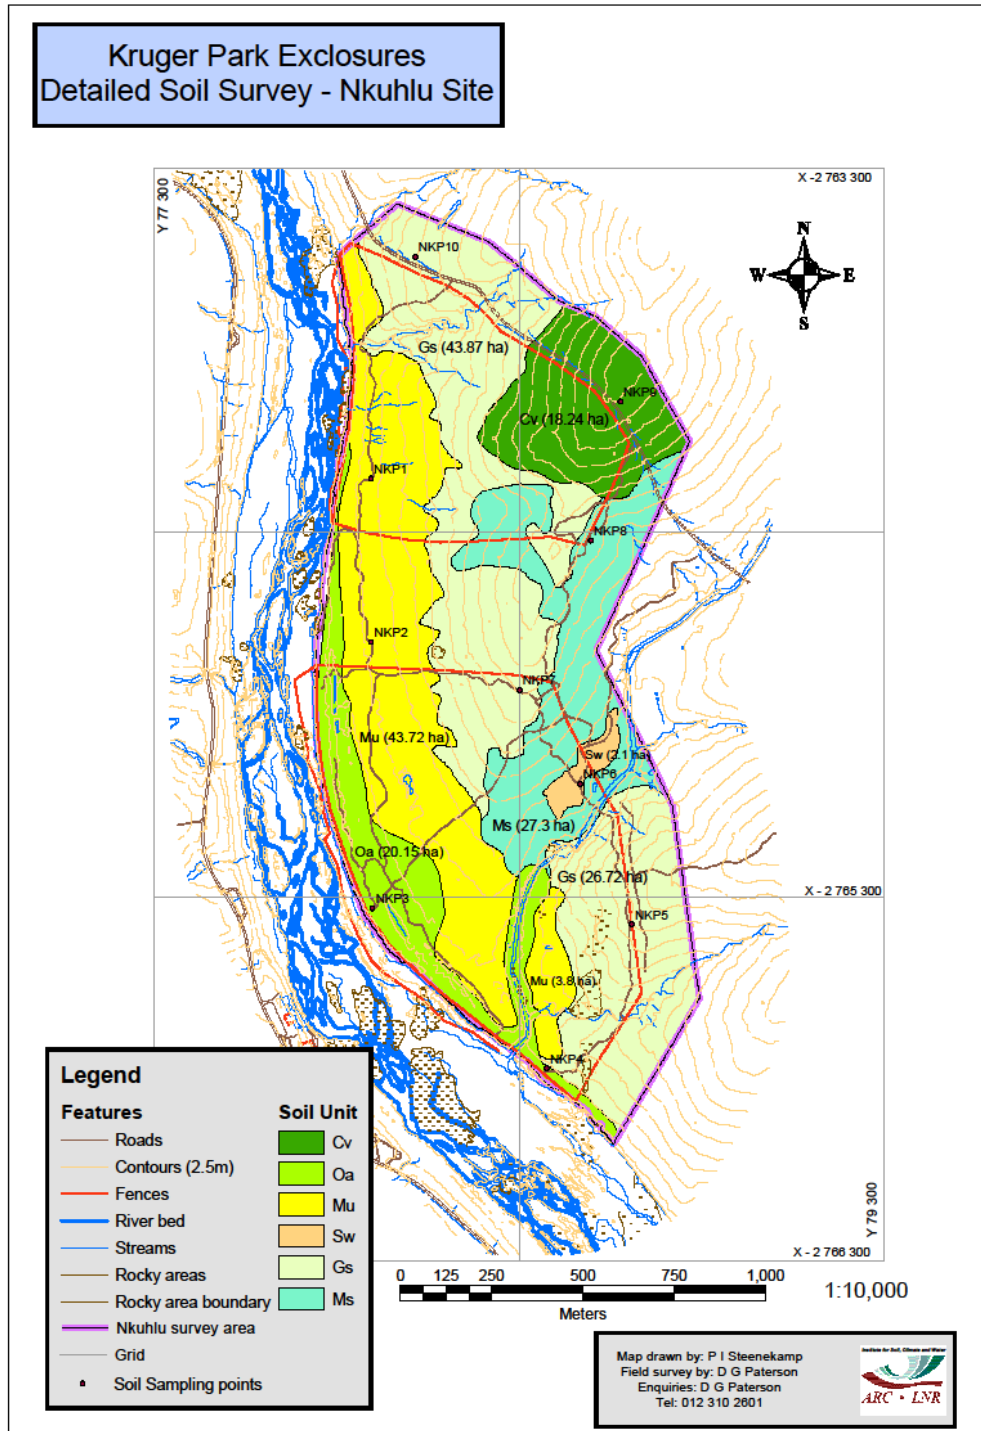 Kruger Park Exclosures
Detailed Soil Survey - Nkuhlu Site
Y 77 300
X -2 763 300
N
W E
S
NKP10
Gs (43.87 ha)
NKP9
Cv (18.24 ha)
NKP1
NKP8
NKP2
NKP7
Mu (43.72 ha)
Sw (2.1 ha)
NKP6
Ms (27.3 ha)
Oa (20.15 ha)
Gs (26.72 ha)
X - 2 765 300
NKP3
NKP5
Mu (3.8 ha)
NKP4
Y 79 300
X - 2 766 300
Legend
Features
Roads
Contours (2.5m)
Fences
River bed
Streams
Rocky areas
Rocky area boundary
Nkuhlu survey area
Grid
Soil Sampling points
Soil Unit
Cv
Oa
Mu
Sw
Gs
Ms
0 125 250 500 750 1,000
Meters
1:10,000
Map drawn by: P I Steenekamp
Field survey by: D G Paterson
Enquiries: D G Paterson
Tel: 012 310 2601
Institute for Soil, Climate and Water
ARC • LNR